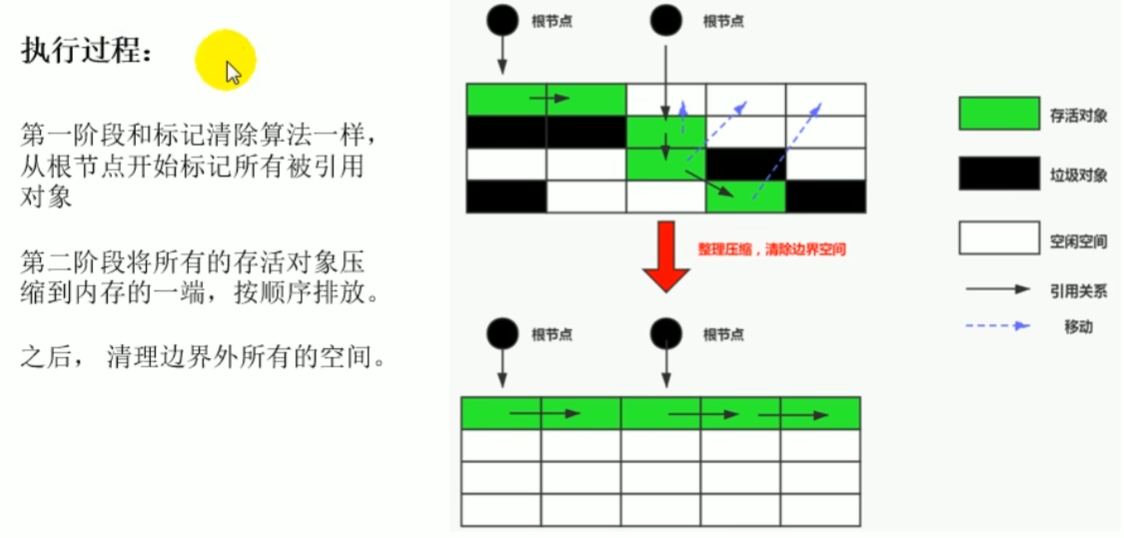 执行过程：
第一阶段和标记清除算法一样，
从根节点开始标记所有被引用
对象
第二阶段将所有的存活对象压
缩到内存的一端，按顺序排放。
之后， 清理边界外所有的空间。
根节点
根节点
存活对象
垃圾对象
空闲空间
引用关系
移动
整理压缩，清除边界空间
根节点
根节点